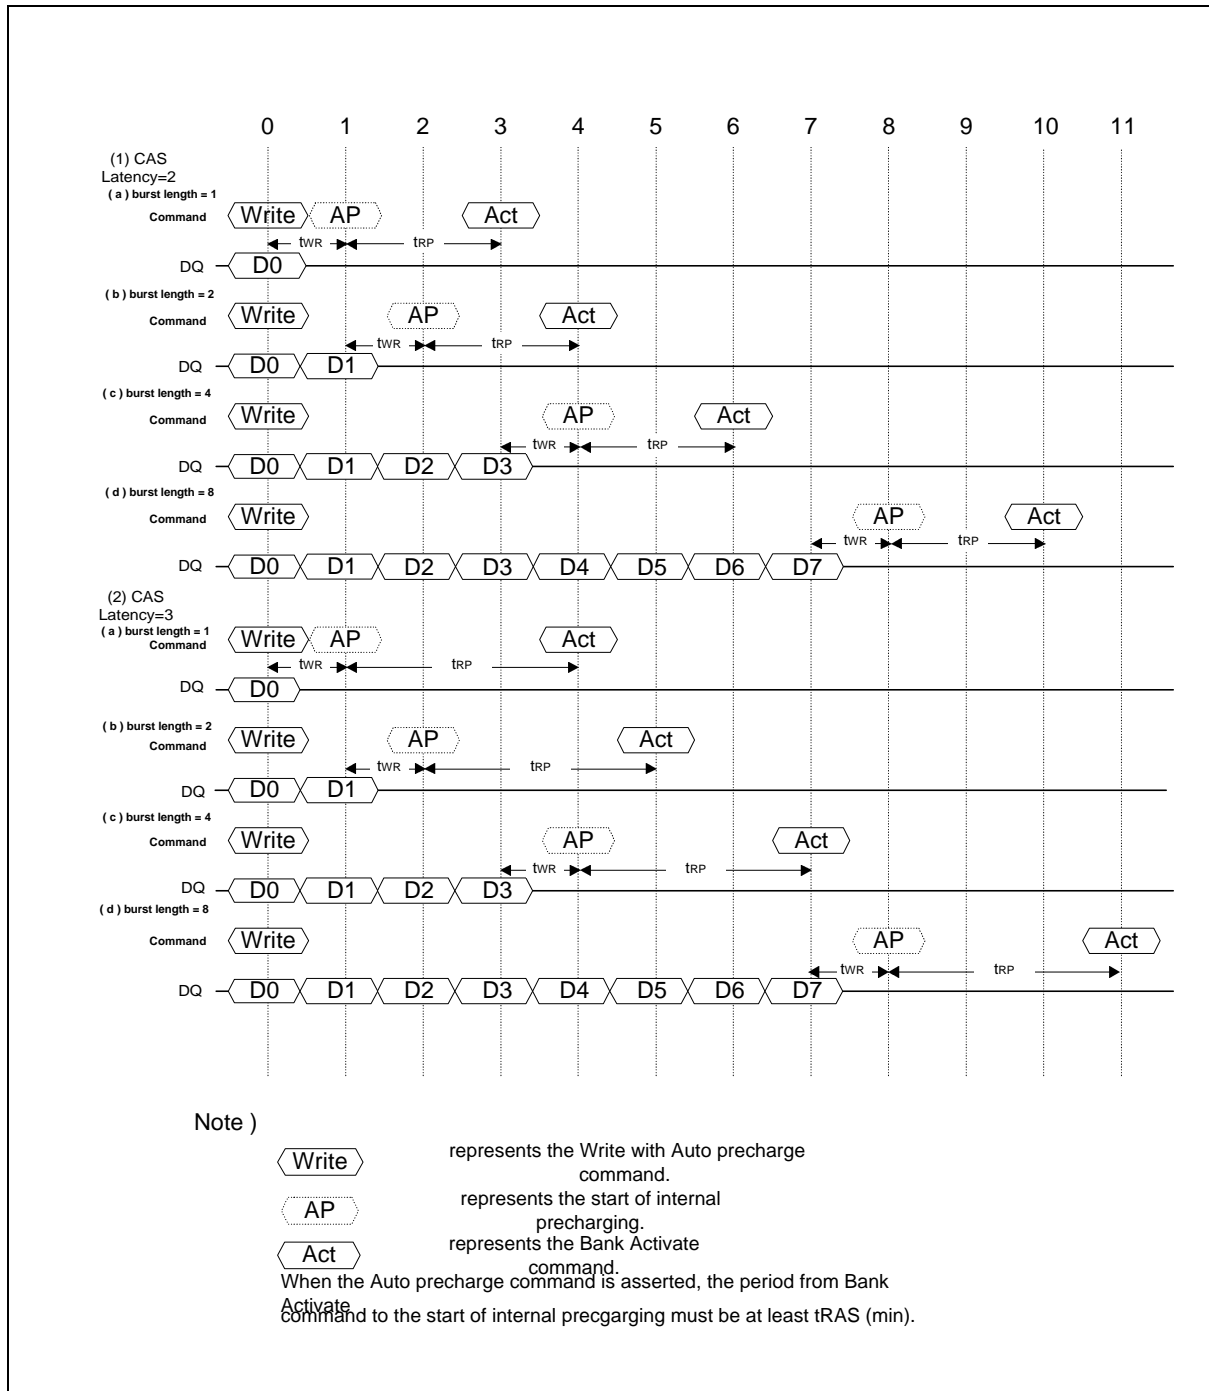 0 1 2 3 4 5 6 7 8 9 10 11
(1) CAS
Latency=2
( a ) burst length = 1
Command Write AP Act
tWR tRP
DQ D0
( b ) burst length = 2
Command Write AP Act
tWR tRP
DQ D0 D1
( c ) burst length = 4
Command Write AP Act
tWR tRP
DQ D0 D1 D2 D3
( d ) burst length = 8
Command Write AP Act
tWR tRP
DQ D0 D1 D2 D3 D4 D5 D6 D7
(2) CAS
Latency=3
( a ) burst length = 1
Command Write AP Act
tWR tRP
DQ D0
( b ) burst length = 2
Command Write AP Act
tWR tRP
DQ D0 D1
( c ) burst length = 4
Command Write AP Act
tWR tRP
DQ D0 D1 D2 D3
( d ) burst length = 8
Command Write AP Act
tWR tRP
DQ D0 D1 D2 D3 D4 D5 D6 D7
Note )
Write represents the Write with Auto precharge
command.
AP represents the start of internal
precharging.
Act represents the Bank Activate
command.
When the Auto precharge command is asserted, the period from Bank
Activate
command to the start of internal precgarging must be at least tRAS (min).